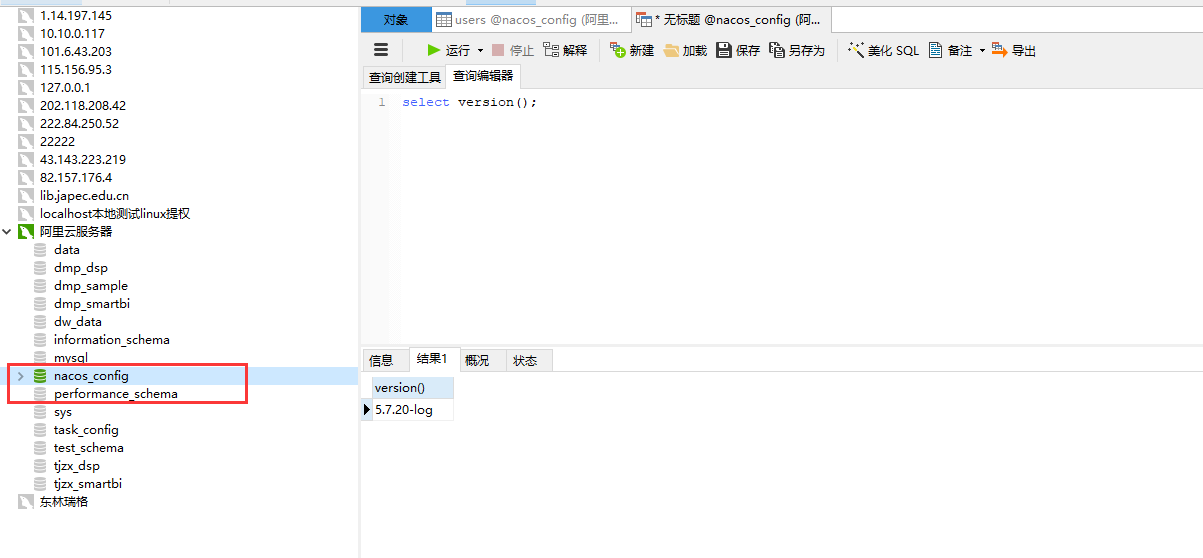 1.14.197.145
10.10.0.117
101.6.43.203
115.156.95.3
127.0.0.1
202.118.208.42
222.84.250.52
22222
43.143.223.219
82.157.176.4
lib.japec.edu.cn
localhost本地测试linux提权
阿里云服务器
data
dmp_dsp
dmp_sample
dmp_smartbi
dw_data
information_schema
mysql
nacos_config
performance_schema
sys
task_config
test_schema
tjzx_dsp
tjzx_smartbi
东林瑞格
对象 users @nacos_config (阿里... * 无标题 @nacos_config (阿...
运行 停止 解释 新建 加载 保存 另存为 美化 SQL 备注 导出
查询创建工具 查询编辑器
1 select version();
信息 结果1 概况 状态
version()
5.7.20-log